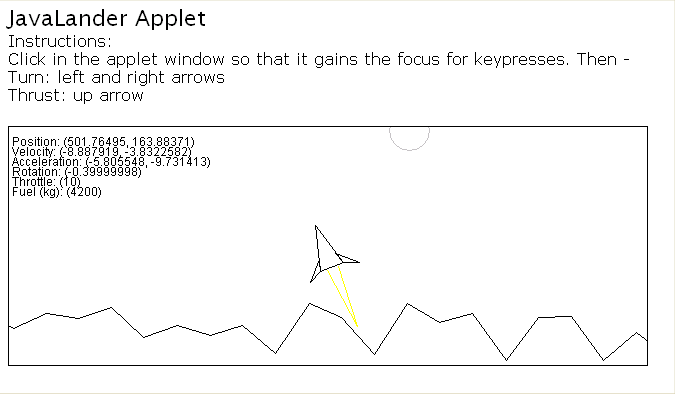 JavaLander Applet
Instructions:
Click in the applet window so that it gains the focus for keypresses. Then -
Turn: left and right arrows
Thrust: up arrow
Position: (501.76495, 163.88371)
Velocity: (-8.887919, -3.8322582)
Acceleration: (-5.805548, -9.731413)
Rotation: (-0.39999998)
Throttle: (10)
Fuel (kg): (4200)